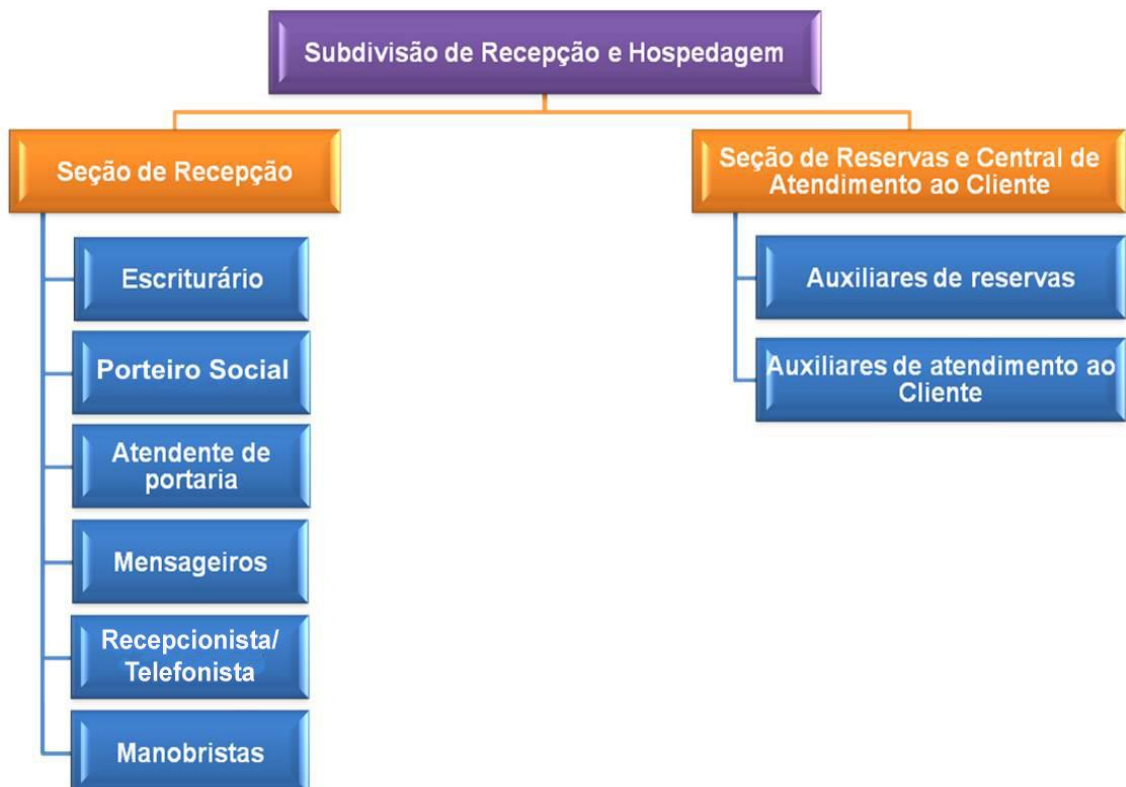 Subdivisão de Recepção e Hospedagem
Seção de Recepção
Escriturário
Porteiro Social
Atendente de
portaria
Mensageiros
Recepcionista/
Telefonista
Manobristas
Seção de Reservas e Central de
Atendimento ao Cliente
Auxiliares de reservas
Auxiliares de atendimento ao
Cliente